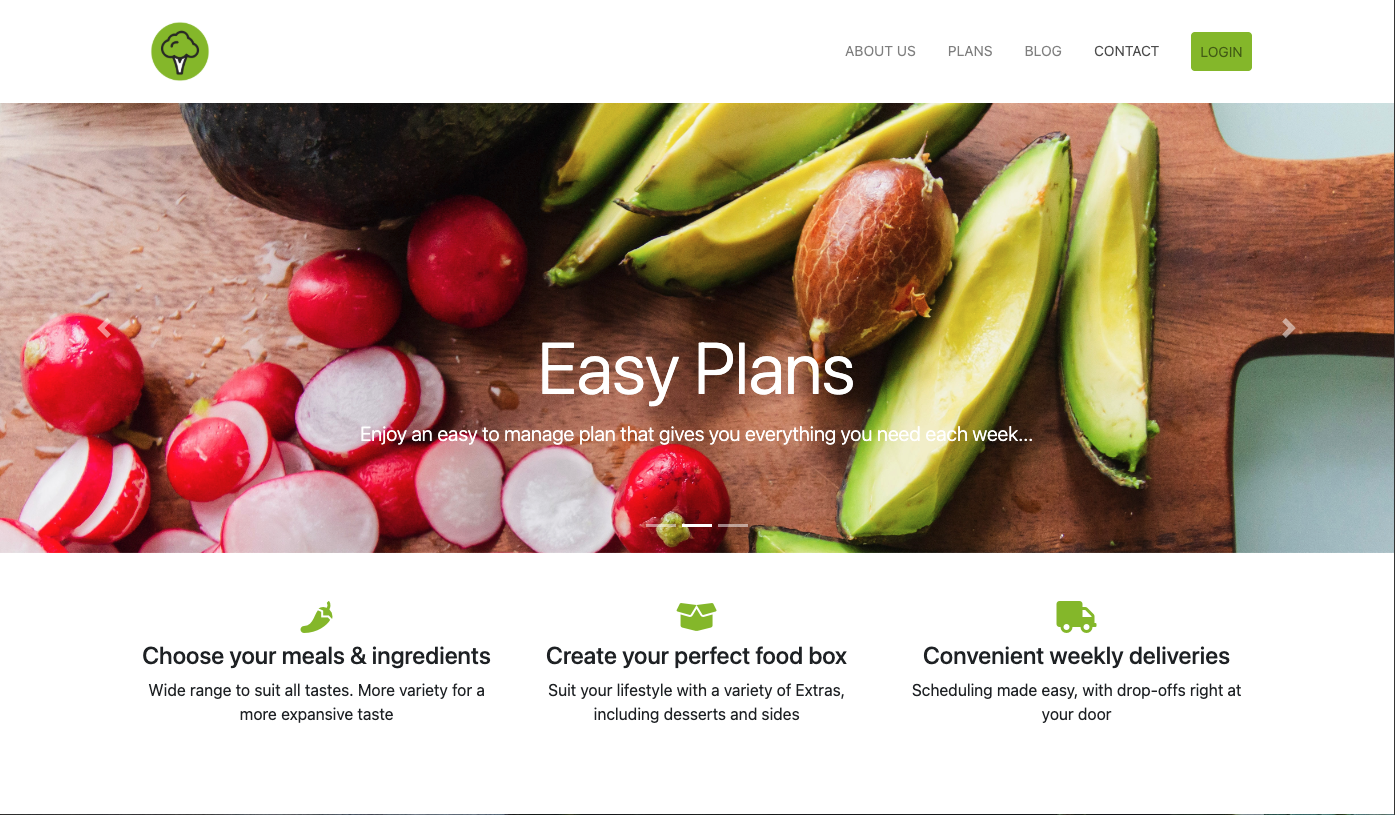 ABOUT US
PLANS
BLOG
CONTACT
LOGIN
Easy Plans
Enjoy an easy to manage plan that gives you everything you need each week...
Choose your meals & ingredients
Wide range to suit all tastes. More variety for a
more expansive taste
Create your perfect food box
Suit your lifestyle with a variety of Extras,
including desserts and sides
Convenient weekly deliveries
Scheduling made easy, with drop-offs right at
your door